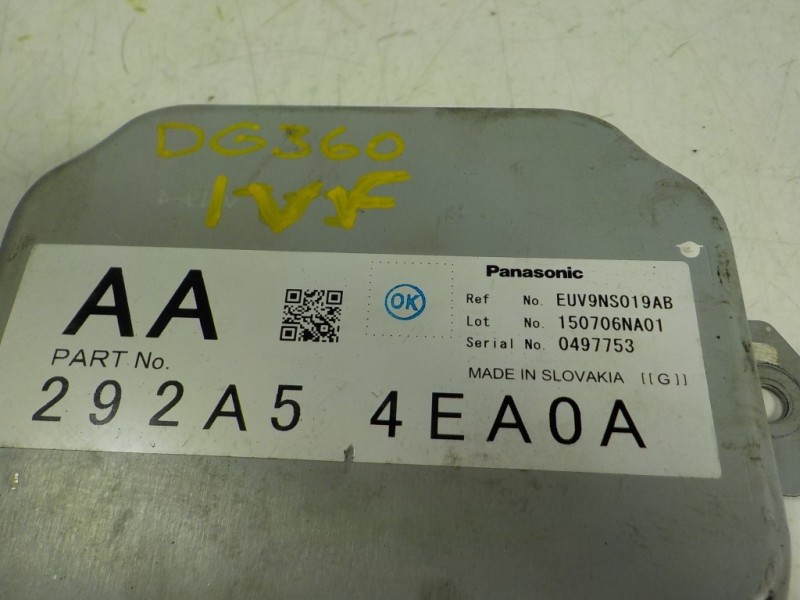 DG360
IVF
AA
OK
Panasonic
Ref No. EUV9NS019AB
Lot No. 150706NA01
Serial No. 0497753
PART No.
MADE IN SLOVAKIA [[G]]
292A5 4EA0A